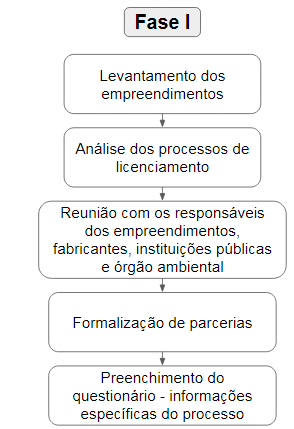 Fase I
Levantamento dos
empreendimentos
Análise dos processos de
licenciamento
Reunião com os responsáveis
dos empreendimentos,
fabricantes, instituições públicas
e órgão ambiental
Formalização de parcerias
Preenchimento do
questionário - informações
específicas do processo